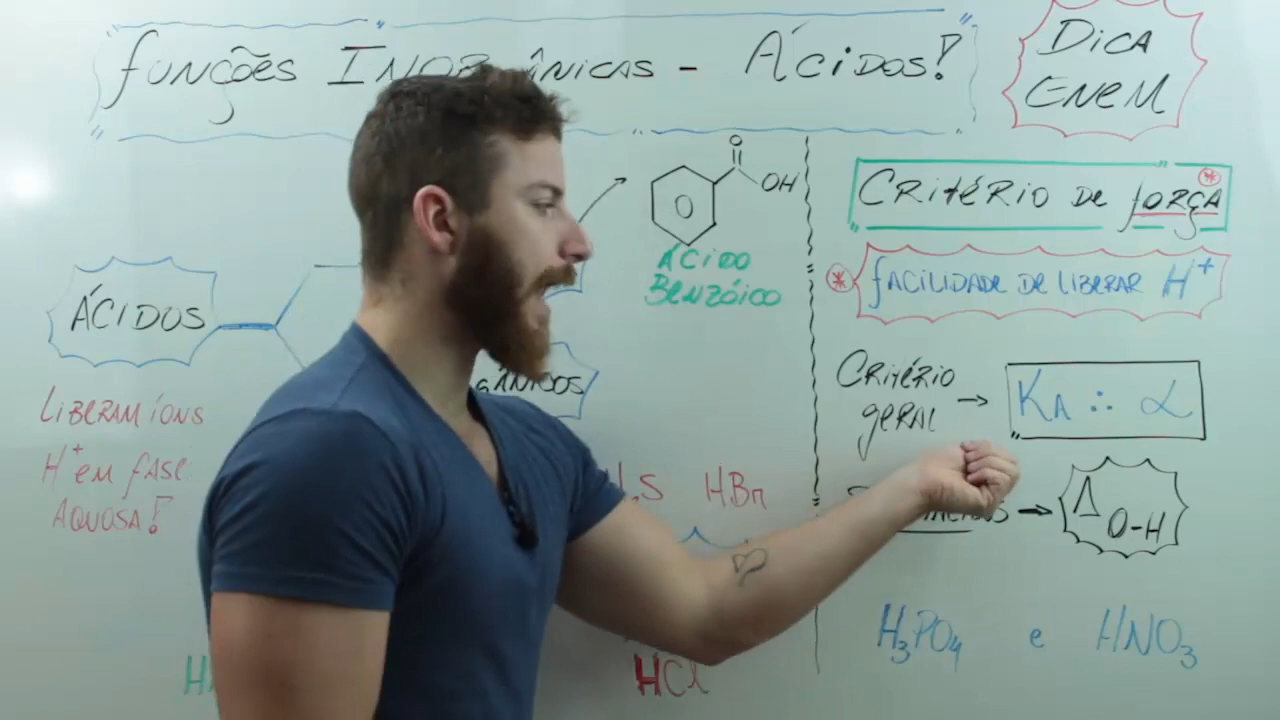 Funções Inorgânicas - Ácidos!
Dica
Enem
O
OH
Ácido
Benzóico
Ácidos
Liberam íons
H+ em fase
aquosa!
H₂S HBr
HCl
Critério de força *
* Facilidade de liberar H+
Critério
geral → Ka ∴ α
→ Δ O-H
H₃PO₄ e HNO₃